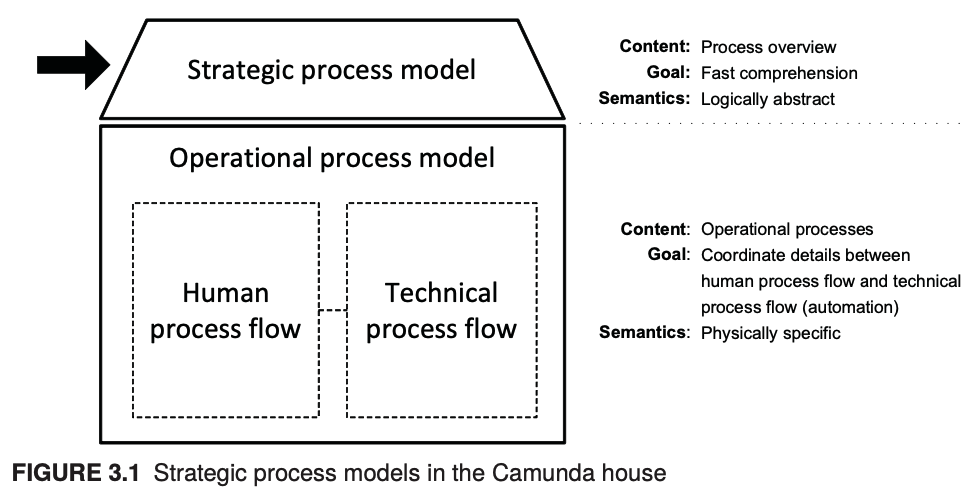 Strategic process model
Content: Process overview
Goal: Fast comprehension
Semantics: Logically abstract
Operational process model
Human
process flow
Technical
process flow
Content: Operational processes
Goal: Coordinate details between
human process flow and technical
process flow (automation)
Semantics: Physically specific
FIGURE 3.1 Strategic process models in the Camunda house